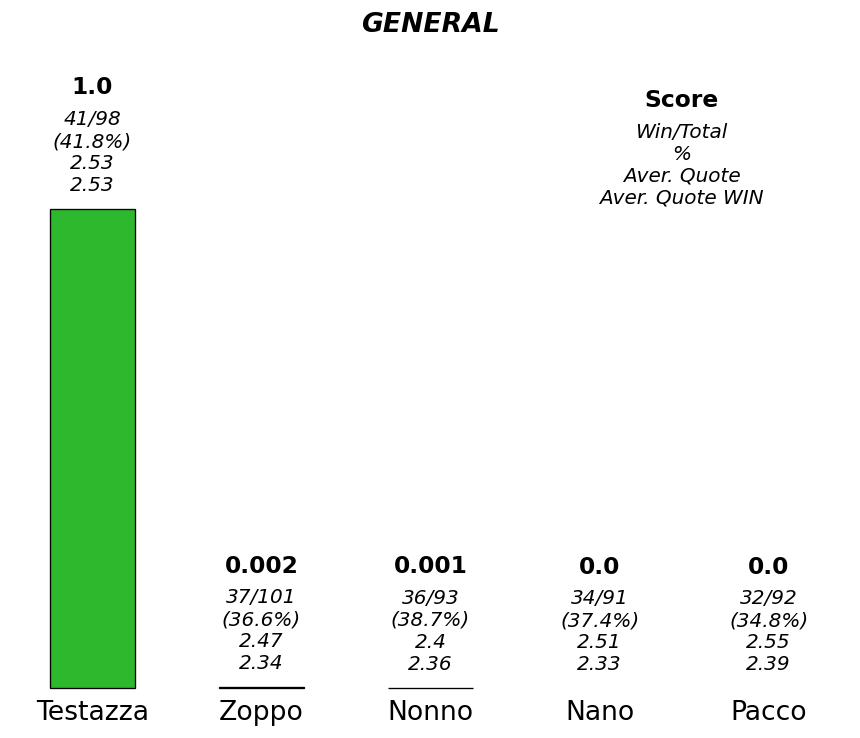 GENERAL
1.0
41/98
(41.8%)
2.53
2.53
Score
Win/Total
%
Aver. Quote
Aver. Quote WIN
0.002
37/101
(36.6%)
2.47
2.34
0.001
36/93
(38.7%)
2.4
2.36
0.0
34/91
(37.4%)
2.51
2.33
0.0
32/92
(34.8%)
2.55
2.39
Testazza
Zoppo
Nonno
Nano
Pacco